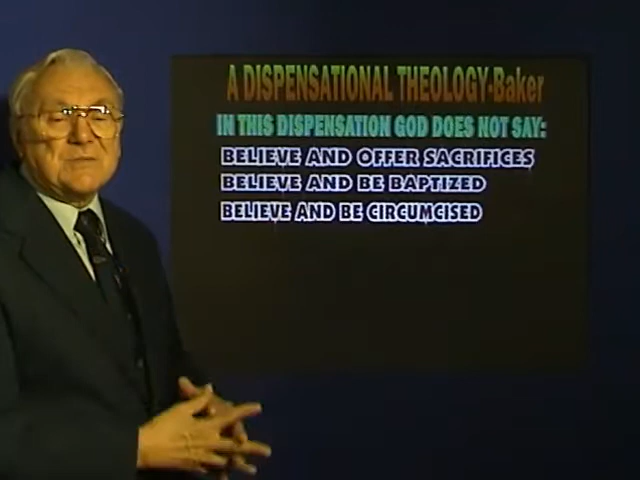 A DISPENSATIONAL THEOLOGY-Baker
IN THIS DISPENSATION GOD DOES NOT SAY:
BELIEVE AND OFFER SACRIFICES
BELIEVE AND BE BAPTIZED
BELIEVE AND BE CIRCUMCISED